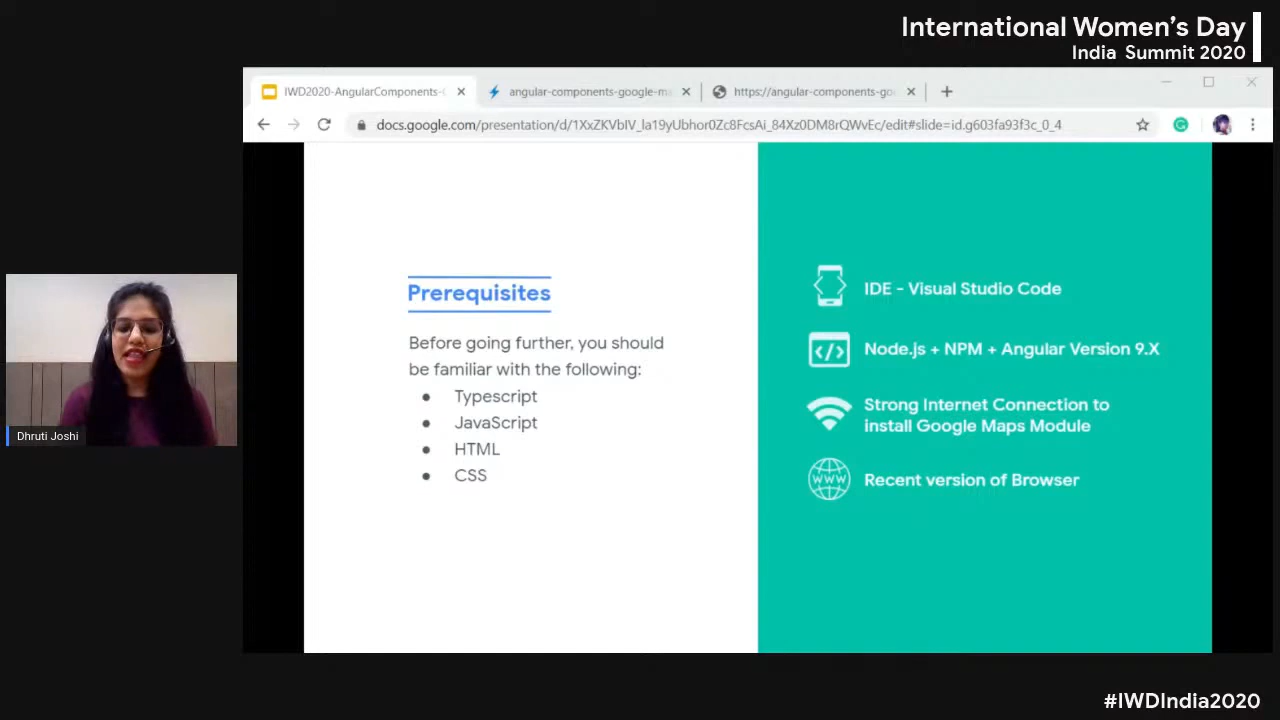 International Women's Day
India Summit 2020
IWD2020-AngularComponents-
angular-components-google-m
https://angular-components-go
docs.google.com/presentation/d/1XxZKVbIV_la19yUbhor0Zc8FcsAi_84Xz0DM8rQWvEc/edit#slide=id.g603fa93f3c_0_4
Prerequisites
Before going further, you should
be familiar with the following:
● Typescript
● JavaScript
● HTML
● CSS
IDE - Visual Studio Code
</>
Node.js + NPM + Angular Version 9.X
Strong Internet Connection to
install Google Maps Module
WWW
Recent version of Browser
Dhruti Joshi
#IWDIndia2020